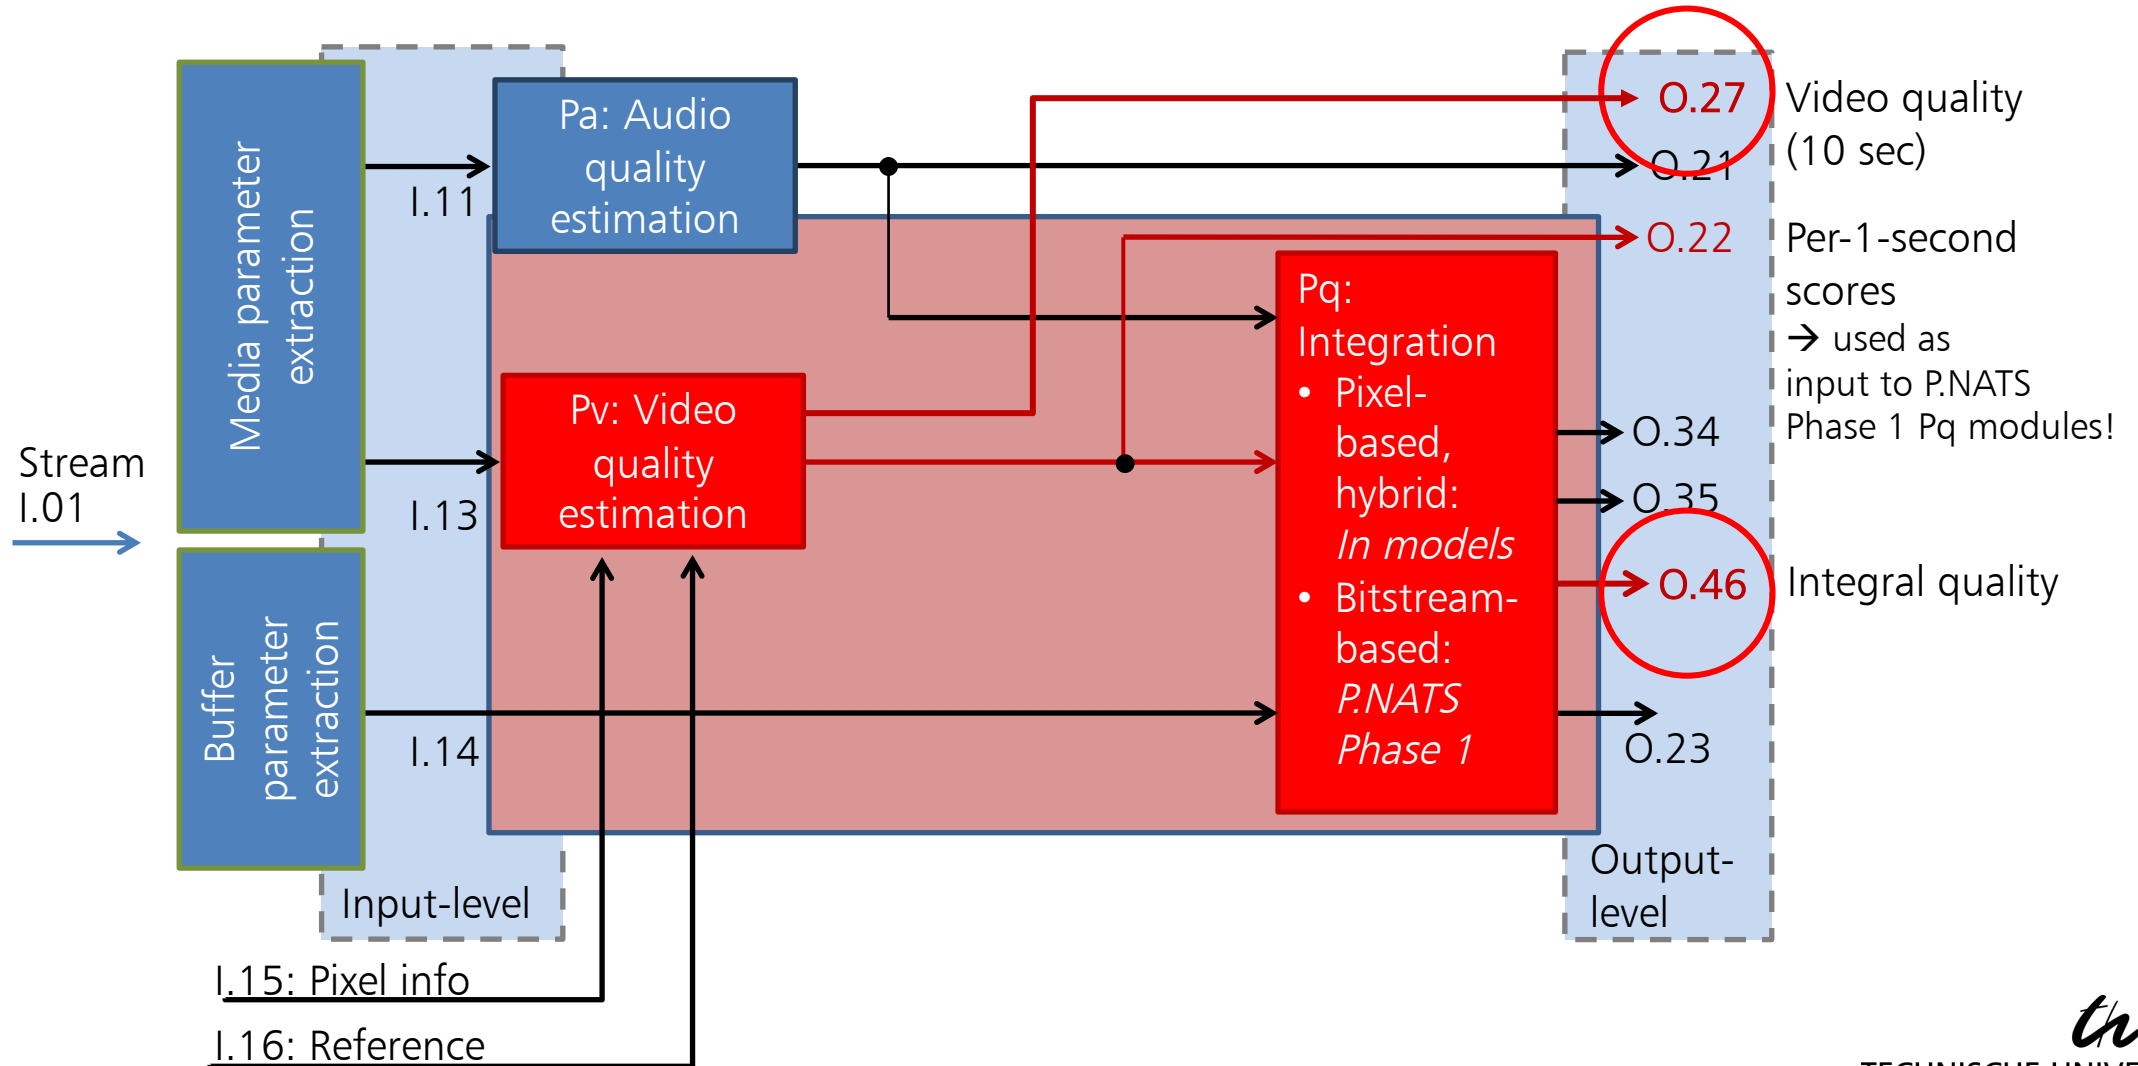 Stream
I.01
Media parameter
extraction
Buffer
parameter
extraction
I.11
I.13
I.14
Input-level
I.15: Pixel info
I.16: Reference
Pa: Audio
quality
estimation
Pv: Video
quality
estimation
Pq:
Integration
• Pixel-
based,
hybrid:
In models
• Bitstream-
based:
P.NATS
Phase 1
O.27
O.21
O.22
O.34
O.35
O.46
O.23
Output-
level
Video quality
(10 sec)
Per-1-second
scores
→ used as
input to P.NATS
Phase 1 Pq modules!
Integral quality
th
TECHNISCHE UNIVE